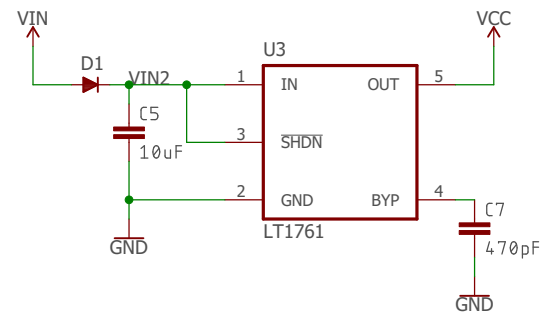 VIN
VCC
U3
D1
VIN2
1
IN
OUT
5
C5
10uF
3
SHDN
2
GND
BYP
4
C7
470pF
LT1761
GND
GND